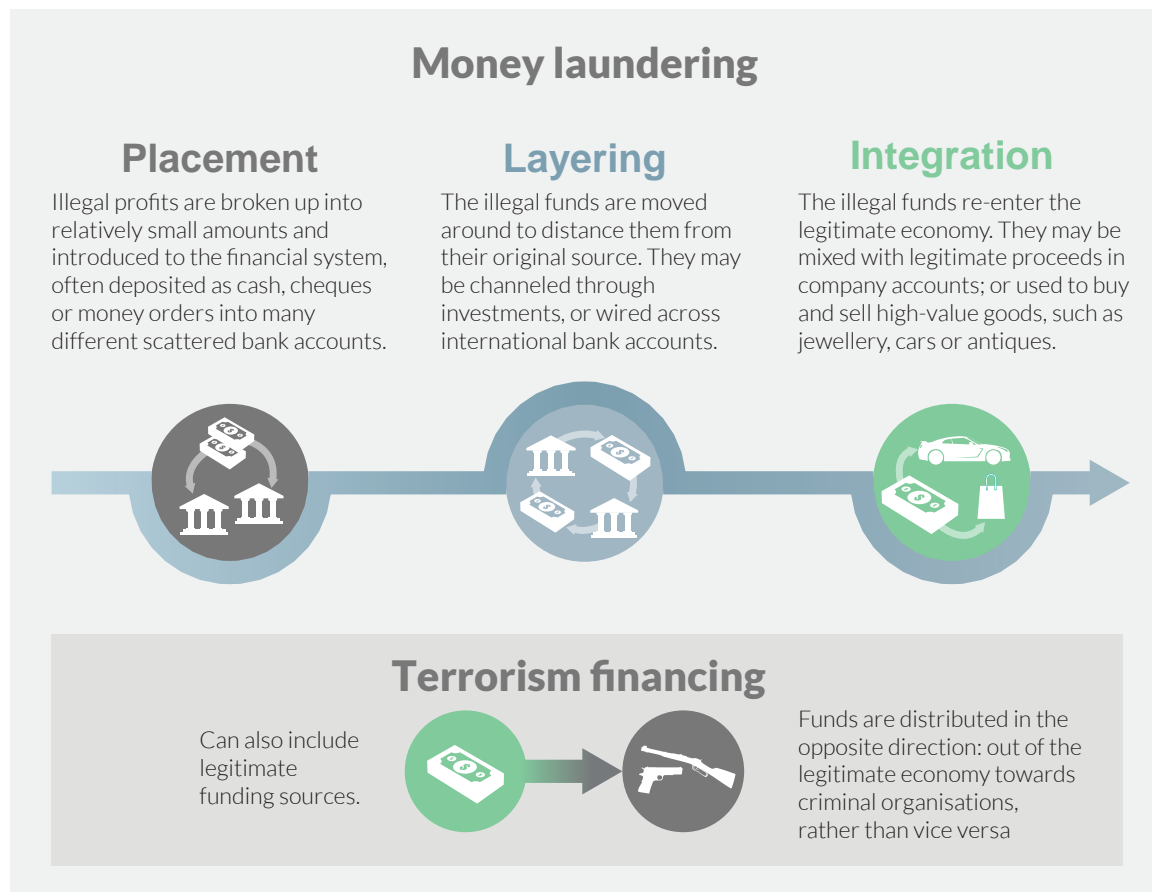 Money laundering
Placement
Illegal profits are broken up into
relatively small amounts and
introduced to the financial system,
often deposited as cash, cheques
or money orders into many
different scattered bank accounts.
Layering
The illegal funds are moved
around to distance them from
their original source. They may
be channeled through
investments, or wired across
international bank accounts.
Integration
The illegal funds re-enter the
legitimate economy. They may be
mixed with legitimate proceeds in
company accounts; or used to buy
and sell high-value goods, such as
jewellery, cars or antiques.
Terrorism financing
Can also include
legitimate
funding sources.
Funds are distributed in the
opposite direction: out of the
legitimate economy towards
criminal organisations,
rather than vice versa